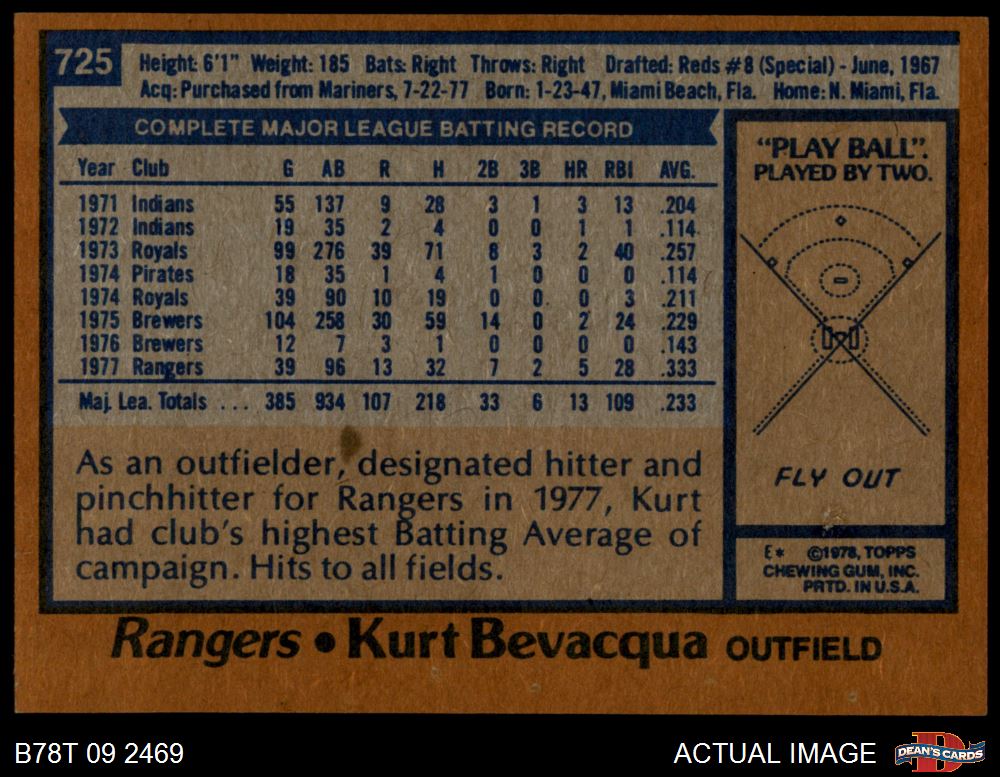 725
Height: 6'1" Weight: 185 Bats: Right Throws: Right Drafted: Reds #8 (Special) - June, 1967
Acq: Purchased from Mariners, 7-22-77 Born: 1-23-47, Miami Beach, Fla. Home: N. Miami, Fla.
COMPLETE MAJOR LEAGUE BATTING RECORD
Year Club G AB R H 2B 3B HR RBI AVG.
1971 Indians 55 137 9 28 3 1 3 13 .204
1972 Indians 19 35 2 4 0 0 1 1 .114
1973 Royals 99 276 39 71 8 3 2 40 .257
1974 Pirates 18 35 1 4 1 0 0 0 .114
1974 Royals 39 90 10 19 0 0 0 3 .211
1975 Brewers 104 258 30 59 14 0 2 24 .229
1976 Brewers 12 7 3 1 0 0 0 0 .143
1977 Rangers 39 96 13 32 7 2 5 28 .333
Maj. Lea. Totals ... 385 934 107 218 33 6 13 109 .233
As an outfielder, designated hitter and
pinchhitter for Rangers in 1977, Kurt
had club's highest Batting Average of
campaign. Hits to all fields.
"PLAY BALL".
PLAYED BY TWO.
FLY OUT
E* ©1978, TOPPS
CHEWING GUM, INC.
PRTD. IN U.S.A.
Rangers • Kurt Bevacqua OUTFIELD
B78T 09 2469
ACTUAL IMAGE
D
DEAN'S CARDS